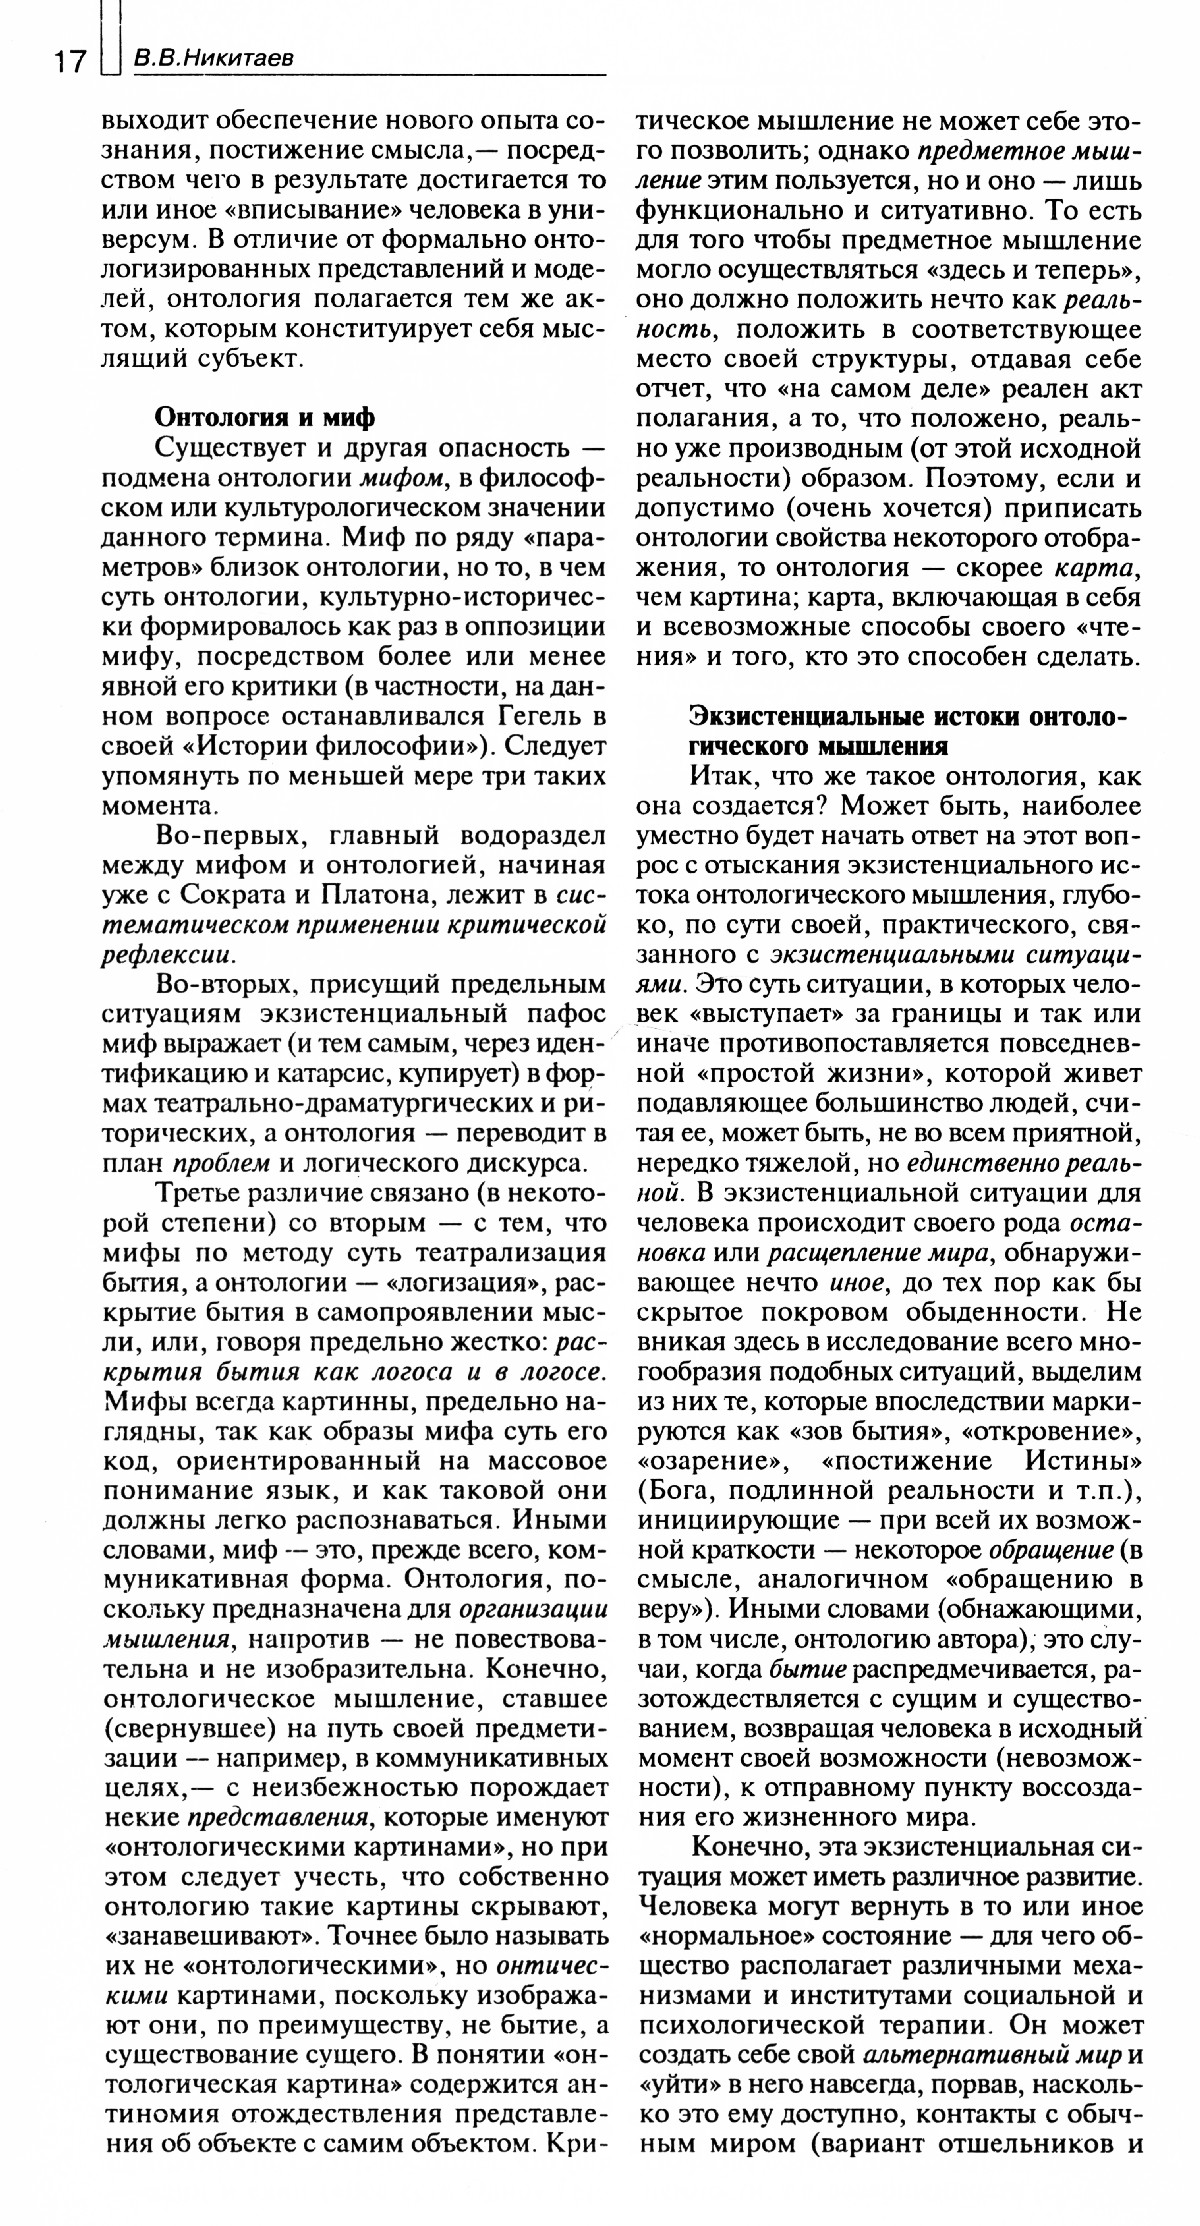 17
В.В.Никитаев
выходит обеспечение нового опыта со-
знания, постижение смысла,— посред-
ством чего в результате достигается то
или иное «вписывание» человека в уни-
версум. В отличие от формально онто-
логизированных представлений и моде-
лей, онтология полагается тем же ак-
том, которым конституирует себя мыс-
лящий субъект.
Онтология и миф
Существует и другая опасность —
подмена онтологии мифом, в философ-
ском или культурологическом значении
данного термина. Миф по ряду «пара-
метров» близок онтологии, но то, в чем
суть онтологии, культурно-историчес-
ки формировалось как раз в оппозиции
мифу, посредством более или менее
явной его критики (в частности, на дан-
ном вопросе останавливался Гегель в
своей «Истории философии»). Следует
упомянуть по меньшей мере три таких
момента.
Во-первых, главный водораздел
между мифом и онтологией, начиная
уже с Сократа и Платона, лежит в сис-
тематическом применении критической
рефлексии.
Во-вторых, присущий предельным
ситуациям экзистенциальный пафос
миф выражает (и тем самым, через иден-
тификацию и катарсис, купирует) в фор-
мах театрально-драматургических и ри-
торических, а онтология — переводит в
план проблем и логического дискурса.
Третье различие связано (в некото-
рой степени) со вторым — с тем, что
мифы по методу суть театрализация
бытия, а онтологии — «логизация», рас-
крытие бытия в самопроявлении мыс-
ли, или, говоря предельно жестко: рас-
крытия бытия как логоса и в логосе.
Мифы всегда картинны, предельно на-
глядны, так как образы мифа суть его
код, ориентированный на массовое
понимание язык, и как таковой они
должны легко распознаваться. Иными
словами, миф — это, прежде всего, ком-
муникативная форма. Онтология, по-
скольку предназначена для организации
мышления, напротив — не повествова-
тельна и не изобразительна. Конечно,
онтологическое мышление, ставшее
(свернувшее) на путь своей предмети-
зации — например, в коммуникативных
целях,— с неизбежностью порождает
некие представления, которые именуют
«онтологическими картинами», но при
этом следует учесть, что собственно
онтологию такие картины скрывают,
«занавешивают». Точнее было называть
их не «онтологическими», но онтичес-
кими картинами, поскольку изобража-
ют они, по преимуществу, не бытие, а
существование сущего. В понятии «он-
тологическая картина» содержится ан-
тиномия отождествления представле-
ния об объекте с самим объектом. Кри-
тическое мышление не может себе это-
го позволить; однако предметное мыш-
ление этим пользуется, но и оно — лишь
функционально и ситуативно. То есть
для того чтобы предметное мышление
могло осуществляться «здесь и теперь»,
оно должно положить нечто как реаль-
ность, положить в соответствующее
место своей структуры, отдавая себе
отчет, что «на самом деле» реален акт
полагания, а то, что положено, реаль-
но уже производным (от этой исходной
реальности) образом. Поэтому, если и
допустимо (очень хочется) приписать
онтологии свойства некоторого отобра-
жения, то онтология — скорее карта,
чем картина; карта, включающая в себя
и всевозможные способы своего «чте-
ния» и того, кто это способен сделать.
Экзистенциальные истоки онтоло-
гического мышления
Итак, что же такое онтология, как
она создается? Может быть, наиболее
уместно будет начать ответ на этот воп-
рос с отыскания экзистенциального ис-
тока онтологического мышления, глубо-
ко, по сути своей, практического, свя-
занного с экзистенциальными ситуаци-
ями. Это суть ситуации, в которых чело-
век «выступает» за границы и так или
иначе противопоставляется повседнев-
ной «простой жизни», которой живет
подавляющее большинство людей, счи-
тая ее, может быть, не во всем приятной,
нередко тяжелой, но единственно реаль-
ной. В экзистенциальной ситуации для
человека происходит своего рода оста-
новка или расщепление мира, обнаружи-
вающее нечто иное, до тех пор как бы
скрытое покровом обыденности. Не
вникая здесь в исследование всего мно-
гообразия подобных ситуаций, выделим
из них те, которые впоследствии марки-
руются как «зов бытия», «откровение»,
«озарение», «постижение Истины»
(Бога, подлинной реальности и т.п.),
инициирующие — при всей их возмож-
ной краткости — некоторое обращение (в
смысле, аналогичном «обращению в
веру»). Иными словами (обнажающими,
в том числе, онтологию автора), это слу-
чаи, когда бытие распредмечивается, ра-
зотождествляется с сущим и существо-
ванием, возвращая человека в исходный
момент своей возможности (невозмож-
ности), к отправному пункту воссозда-
ния его жизненного мира.
Конечно, эта экзистенциальная си-
туация может иметь различное развитие.
Человека могут вернуть в то или иное
«нормальное» состояние — для чего об-
щество располагает различными меха-
низмами и институтами социальной и
психологической терапии. Он может
создать себе свой альтернативный мир и
«уйти» в него навсегда, порвав, насколь-
ко это ему доступно, контакты с обыч-
ным миром (вариант отшельников и